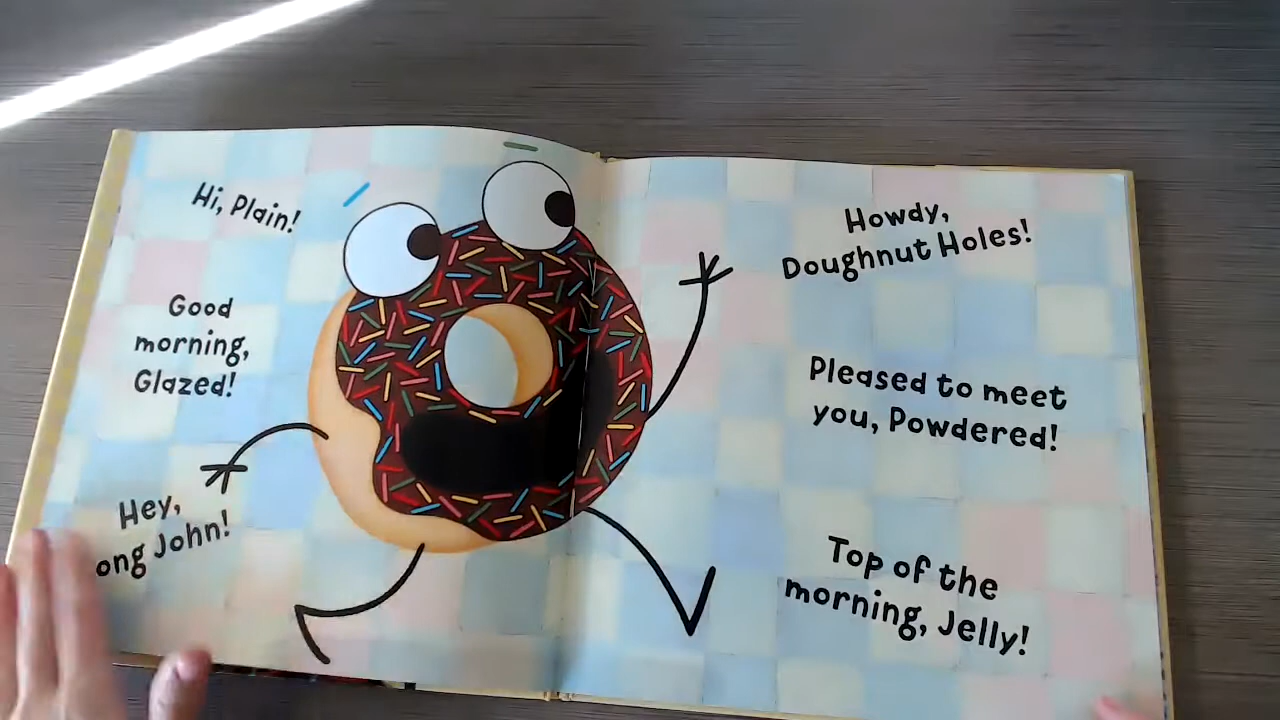 Hi, Plain!
Good
morning,
Glazed!
Hey,
ong John!
Howdy,
Doughnut Holes!
Pleased to meet
you, Powdered!
Top of the
morning, Jelly!